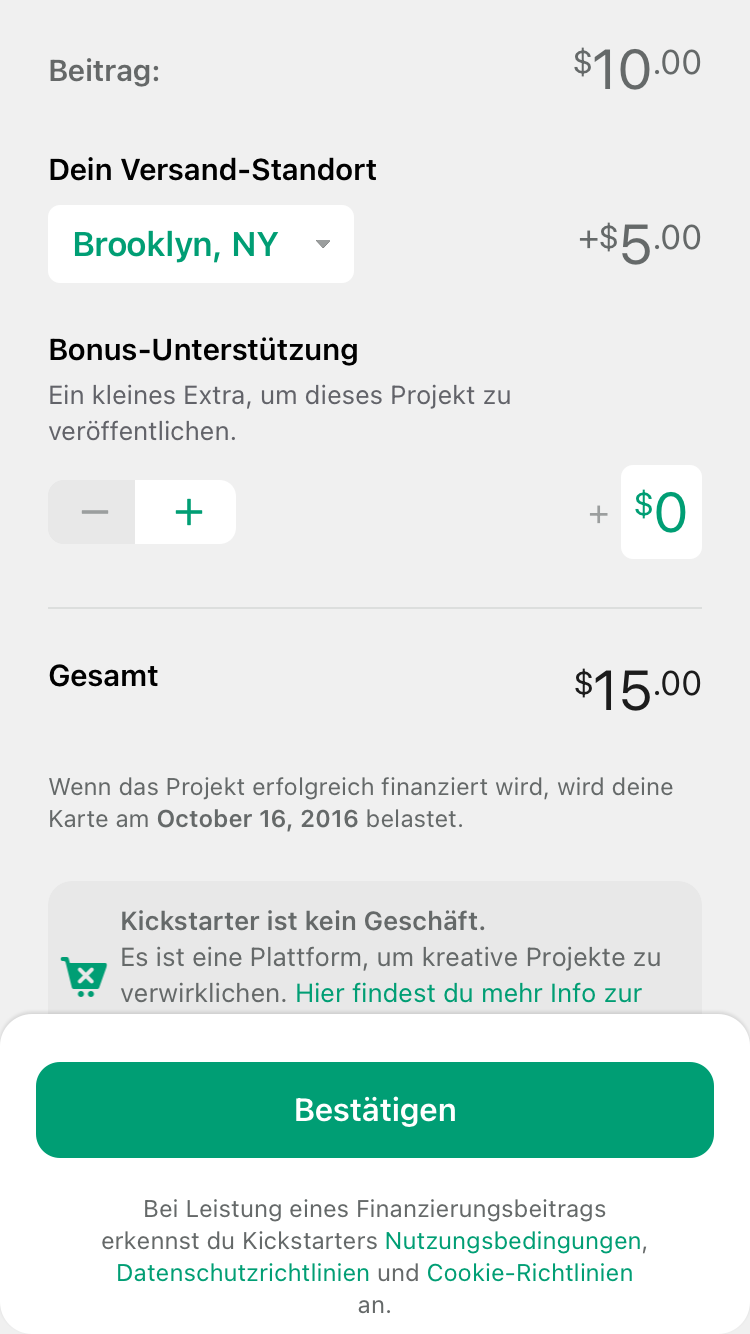 Beitrag: $10.00
Dein Versand-Standort
Brooklyn, NY +$5.00
Bonus-Unterstützung
Ein kleines Extra, um dieses Projekt zu
veröffentlichen.
− + + $0
Gesamt $15.00
Wenn das Projekt erfolgreich finanziert wird, wird deine
Karte am October 16, 2016 belastet.
Kickstarter ist kein Geschäft.
Es ist eine Plattform, um kreative Projekte zu
verwirklichen. Hier findest du mehr Info zur
Bestätigen
Bei Leistung eines Finanzierungsbeitrags
erkennst du Kickstarters Nutzungsbedingungen,
Datenschutzrichtlinien und Cookie-Richtlinien
an.